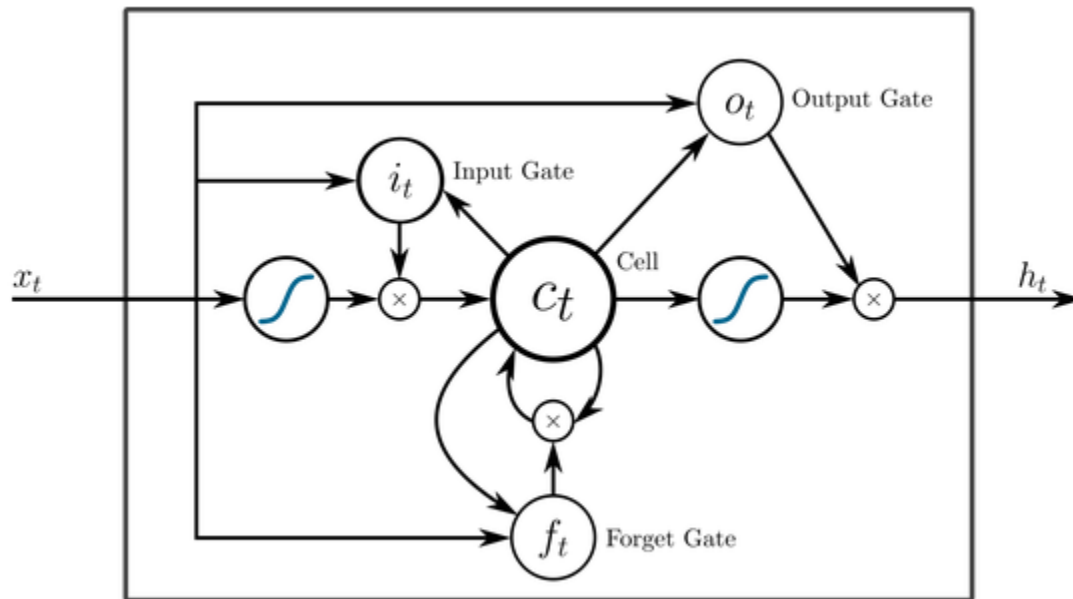 o_t Output Gate
i_t Input Gate
x_t
Cell
h_t
×
c_t
×
×
f_t Forget Gate